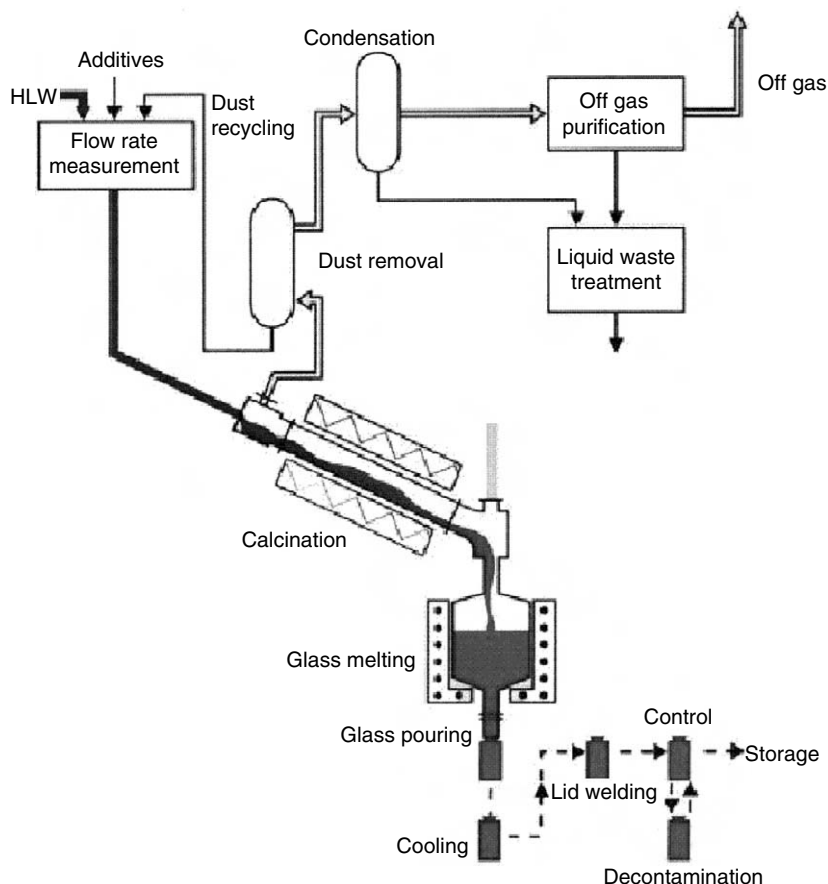 Condensation
Additives
HLW
Dust
recycling
Off gas
purification
Off gas
Flow rate
measurement
Dust removal
Liquid waste
treatment
Calcination
Glass melting
Glass pouring
Control
Storage
Lid welding
Cooling
Decontamination